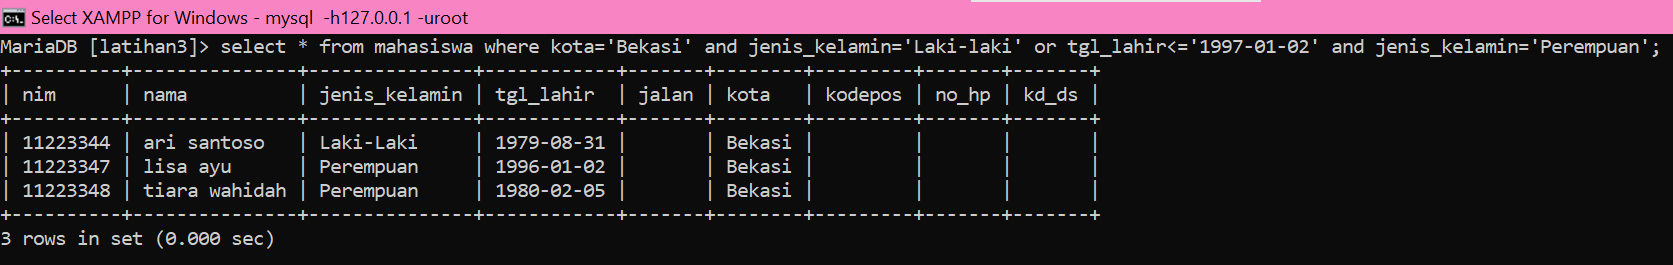 Select XAMPP for Windows - mysql  -h127.0.0.1 -uroot
MariaDB [latihan3]> select * from mahasiswa where kota='Bekasi' and jenis_kelamin='Laki-laki' or tgl_lahir<='1997-01-02' and jenis_kelamin='Perempuan';
+----------+---------------+---------------+------------+-------+--------+---------+-------+-------+
| nim      | nama          | jenis_kelamin | tgl_lahir  | jalan | kota   | kodepos | no_hp | kd_ds |
+----------+---------------+---------------+------------+-------+--------+---------+-------+-------+
| 11223344 | ari santoso   | Laki-Laki     | 1979-08-31 |       | Bekasi |         |       |       |
| 11223347 | lisa ayu      | Perempuan     | 1996-01-02 |       | Bekasi |         |       |       |
| 11223348 | tiara wahidah | Perempuan     | 1980-02-05 |       | Bekasi |         |       |       |
+----------+---------------+---------------+------------+-------+--------+---------+-------+-------+
3 rows in set (0.000 sec)